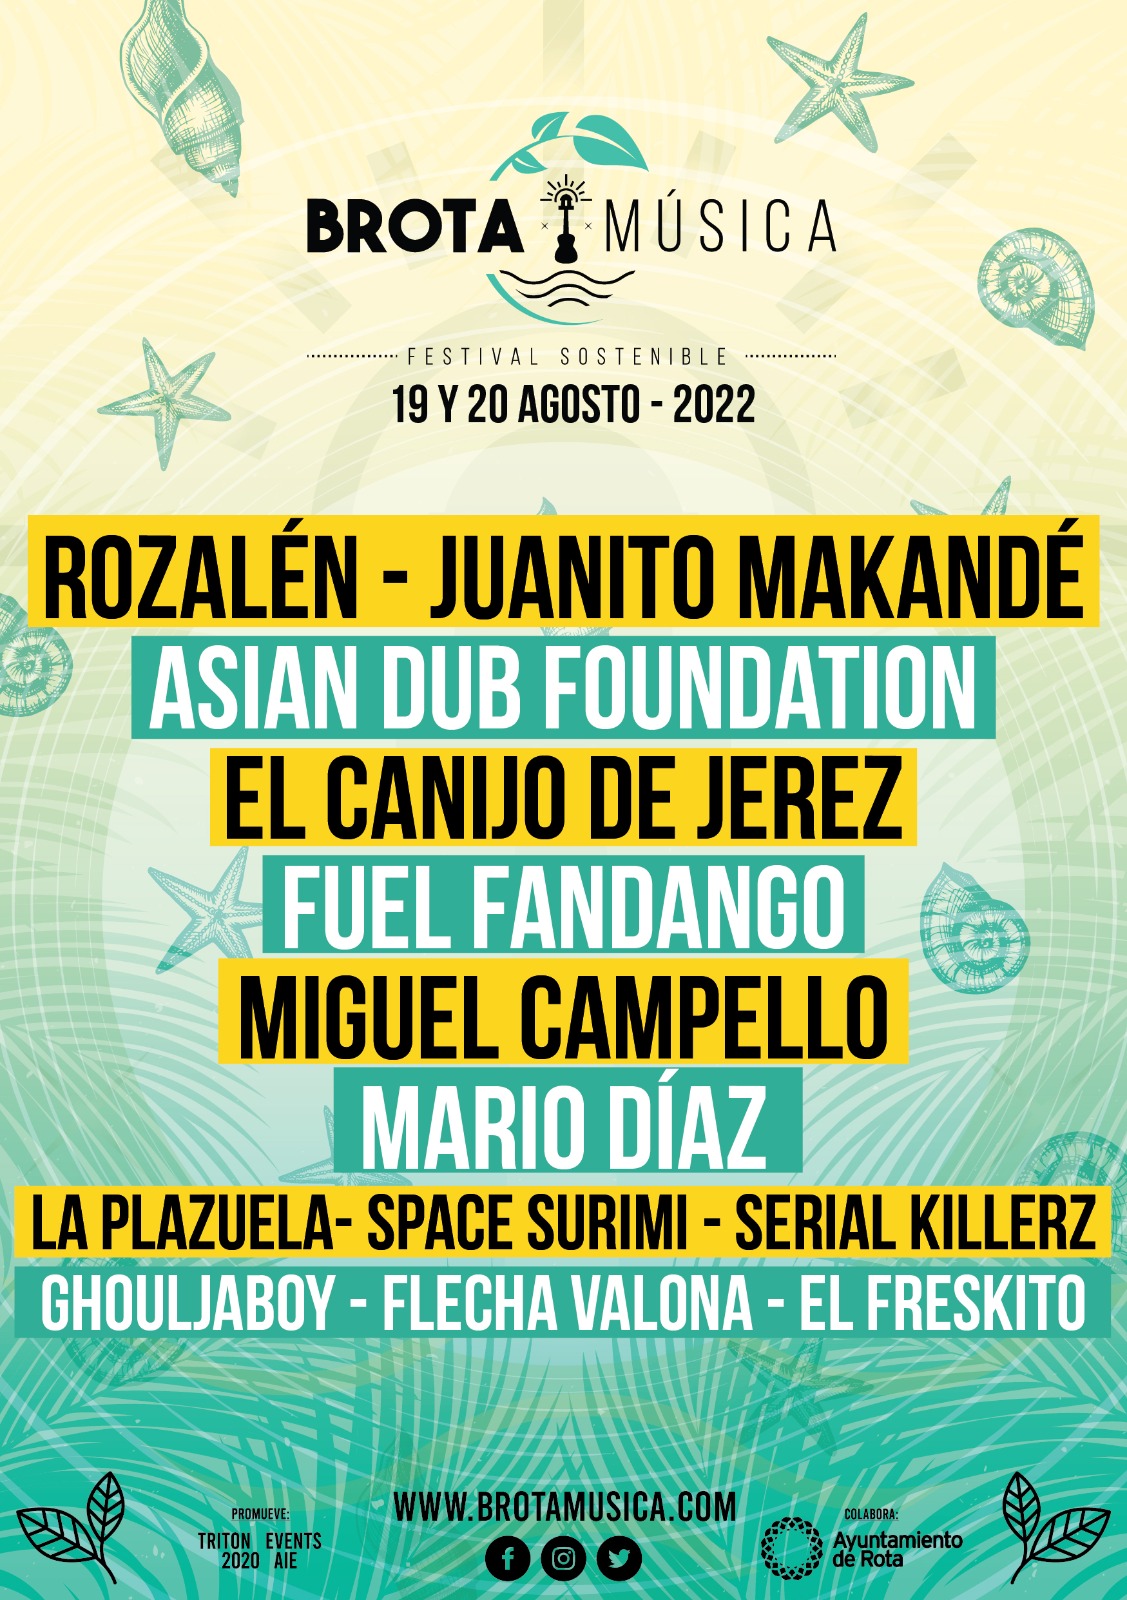 BROTA MÚSICA
FESTIVAL SOSTENIBLE
19 Y 20 AGOSTO - 2022
ROZALÉN - JUANITO MAKANDÉ
ASIAN DUB FOUNDATION
EL CANIJO DE JEREZ
FUEL FANDANGO
MIGUEL CAMPELLO
MARIO DÍAZ
LA PLAZUELA- SPACE SURIMI - SERIAL KILLERZ
GHOULJABOY - FLECHA VALONA - EL FRESKITO
PROMUEVE:
TRITON EVENTS
2020 AIE
WWW.BROTAMUSICA.COM
COLABORA:
Ayuntamiento
de Rota